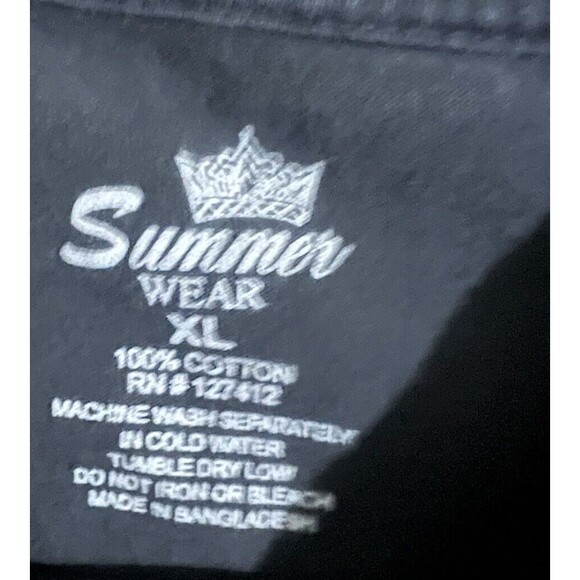 Summer
WEAR
XL
100% COTTON
RN # 127412
MACHINE WASH SEPARATELY
IN COLD WATER
TUMBLE DRY LOW
DO NOT IRON OR BLEACH
MADE IN BANGLADESH